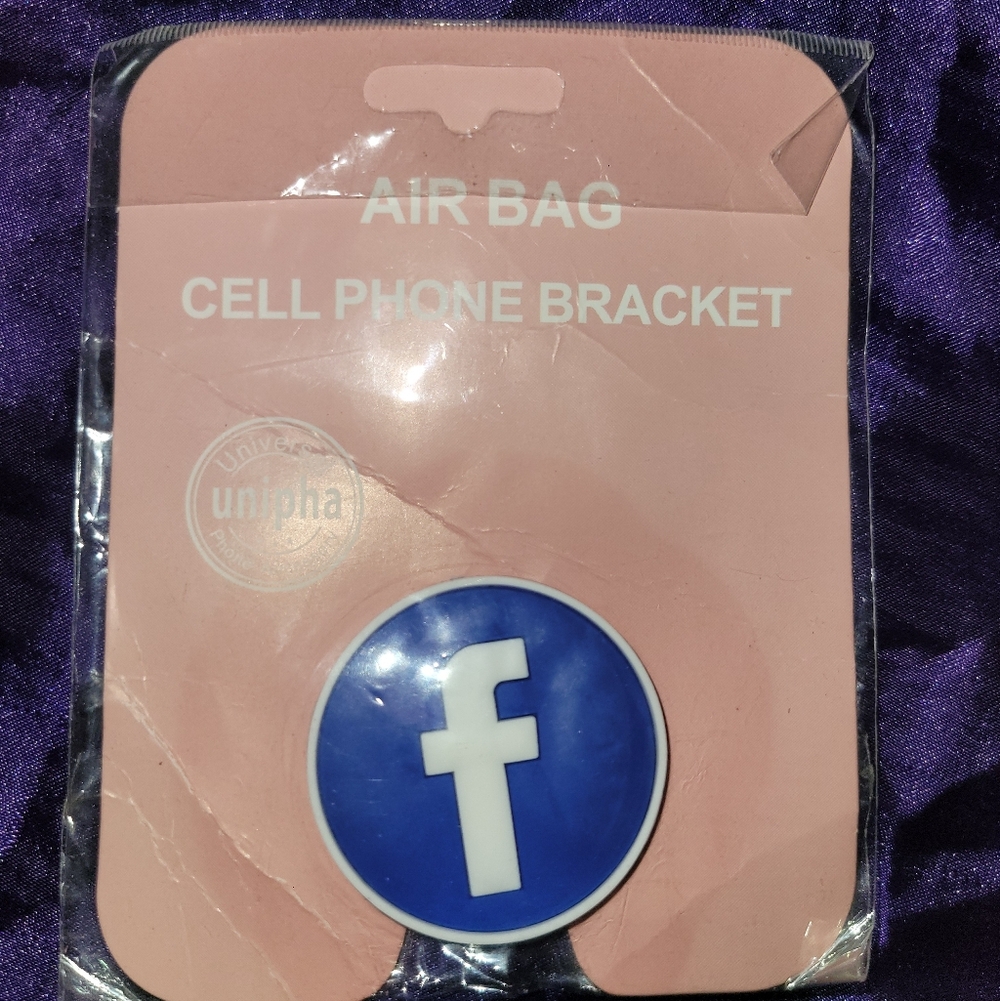 AIR BAG
CELL PHONE BRACKET
unipha
f